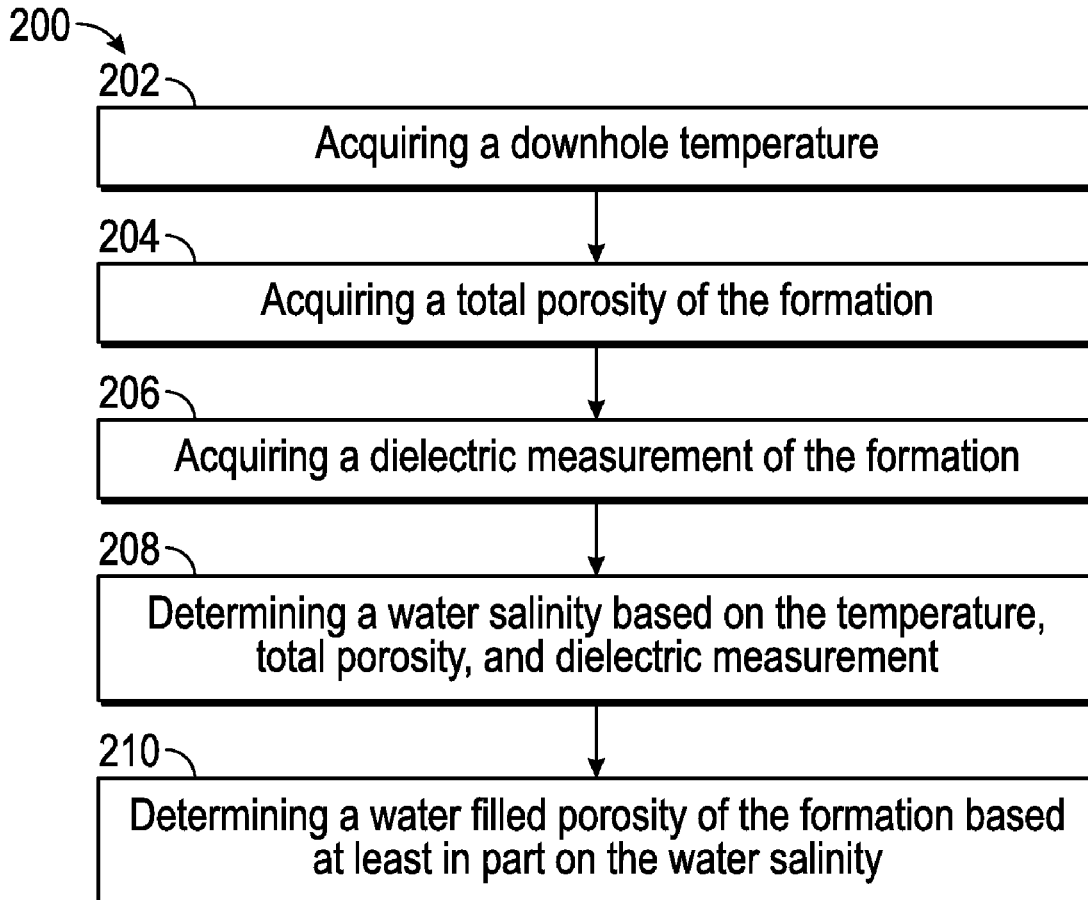 200
202
Acquiring a downhole temperature
204
Acquiring a total porosity of the formation
206
Acquiring a dielectric measurement of the formation
208
Determining a water salinity based on the temperature,
total porosity, and dielectric measurement
210
Determining a water filled porosity of the formation based
at least in part on the water salinity